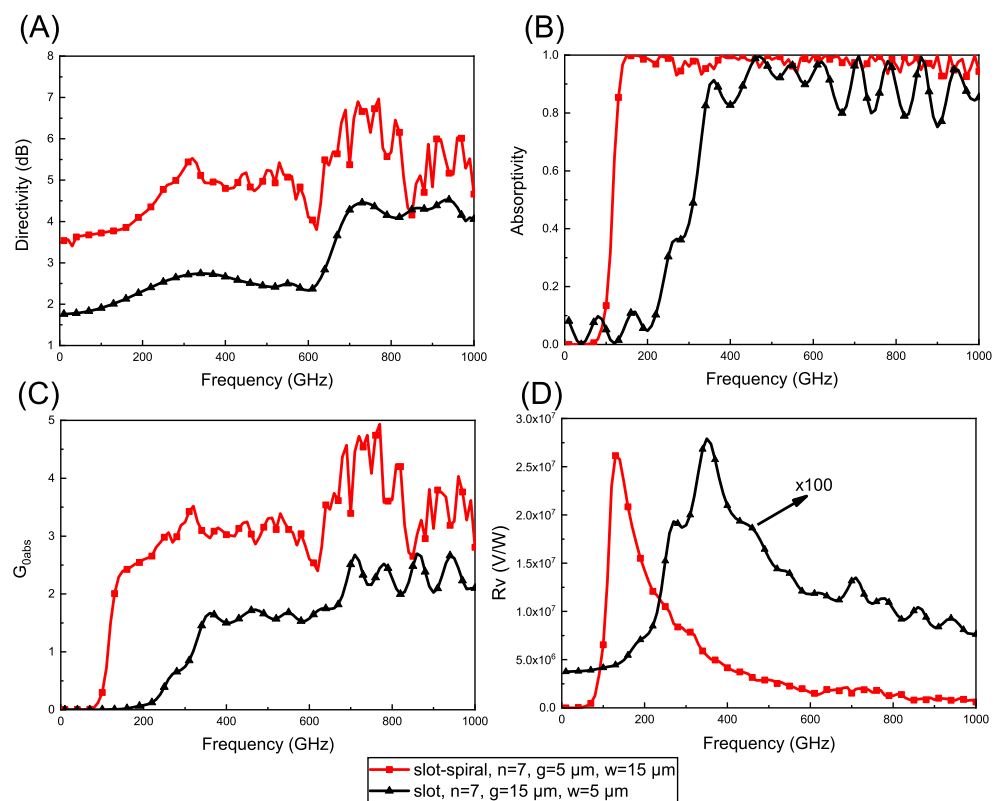 (A)
8
7
6
5
4
3
2
1
Directivity (dB)
0 200 400 600 800 1000
Frequency (GHz)
(B)
1.0
0.8
0.6
0.4
0.2
0.0
Absorptivity
0 200 400 600 800 1000
Frequency (GHz)
(C)
5
4
3
2
1
0
G0abs
0 200 400 600 800 1000
Frequency (GHz)
(D)
3.0x10⁷
2.5x10⁷
2.0x10⁷
1.5x10⁷
1.0x10⁷
5.0x10⁶
0.0
Rv (V/W)
x100
0 200 400 600 800 1000
Frequency (GHz)
slot-spiral, n=7, g=5 µm, w=15 µm
slot, n=7, g=15 µm, w=5 µm